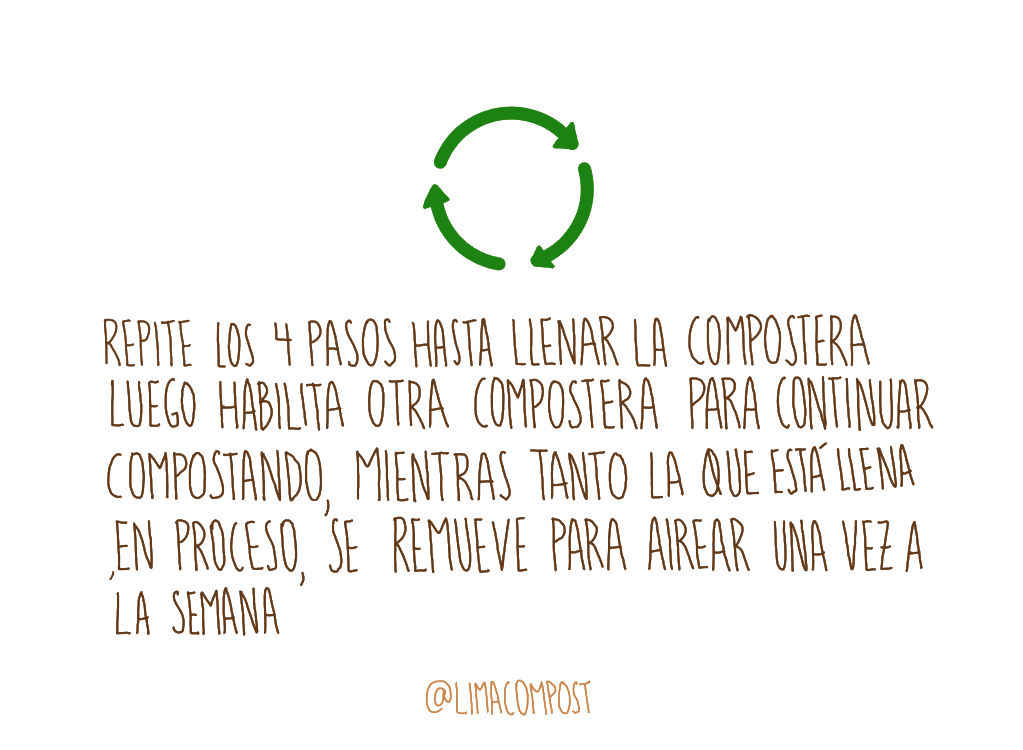 REPITE LOS 4 PASOS HASTA LLENAR LA COMPOSTERA
LUEGO HABILITA OTRA COMPOSTERA PARA CONTINUAR
COMPOSTANDO, MIENTRAS TANTO LA QUE ESTÁ LLENA
,EN PROCESO, SE REMUEVE PARA AIREAR UNA VEZ A
LA SEMANA
@LIMACOMPOST